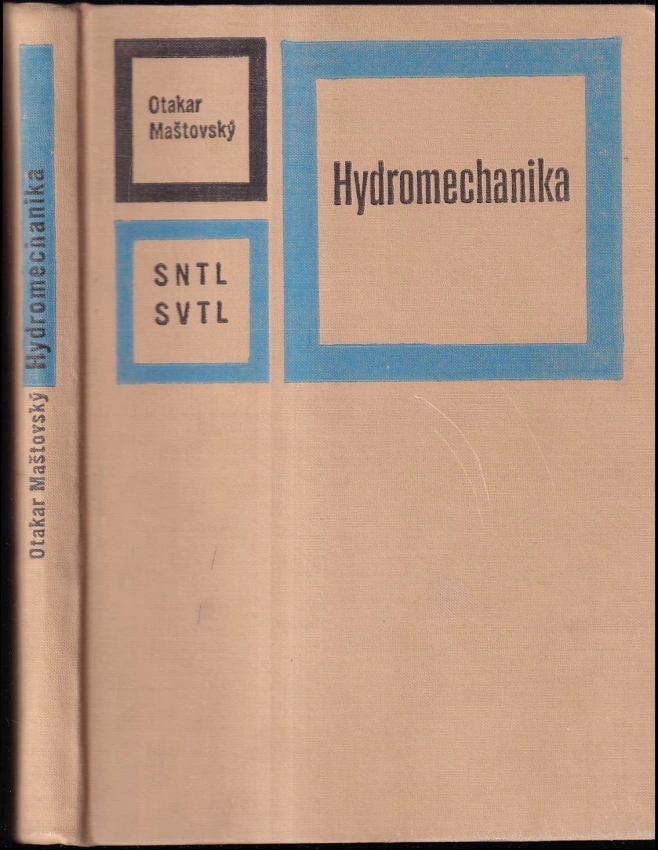 Otakar
Maštovský
Hydromechanika
SNTL
SVTL
Otakar Maštovský Hydromechanika